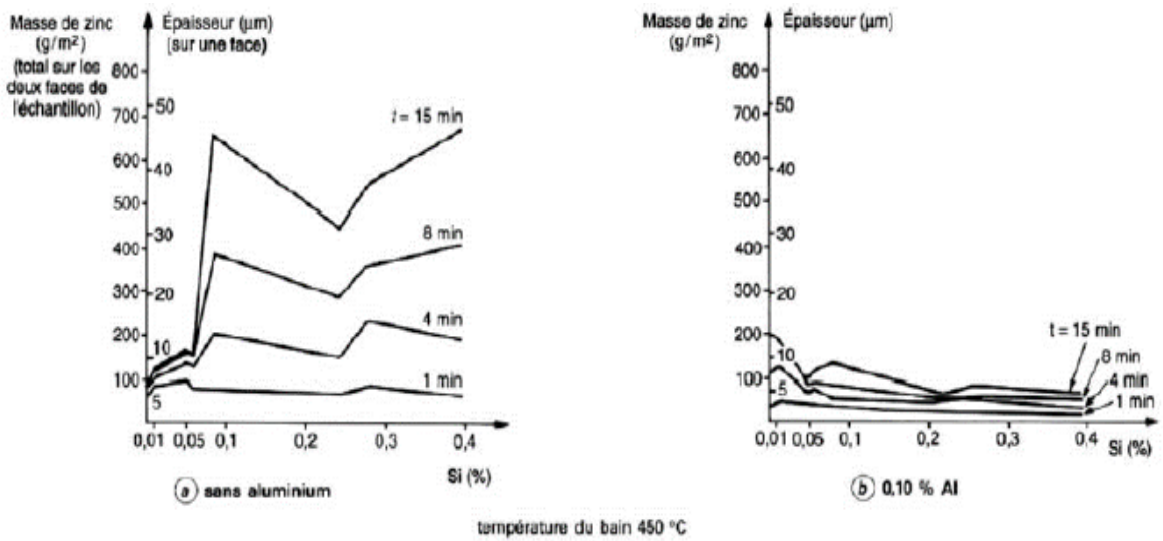 Masse de zinc
(g/m²)
(total sur les
deux faces de
l'échantillon)
Épaisseur (µm)
(sur une face)
800
700
600
500
400
300
200
100
50
40
30
20
10
5
t = 15 min
8 min
4 min
1 min
0,01
0,05
0,1
0,2
0,3
0,4
Si (%)
a sans aluminium
Masse de zinc
(g/m²)
Épaisseur (µm)
800
700
600
500
400
300
200
100
50
40
30
20
10
5
t = 15 min
8 min
4 min
1 min
0,01
0,05
0,1
0,2
0,3
0,4
Si (%)
b 0,10 % Al
température du bain 450 °C